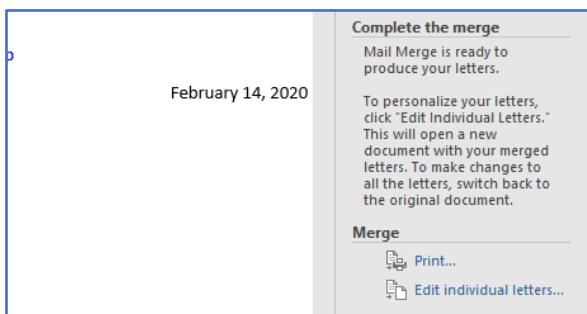 p
February 14, 2020
Complete the merge
Mail Merge is ready to
produce your letters.
To personalize your letters,
click "Edit Individual Letters."
This will open a new
document with your merged
letters. To make changes to
all the letters, switch back to
the original document.
Merge
Print...
Edit individual letters...